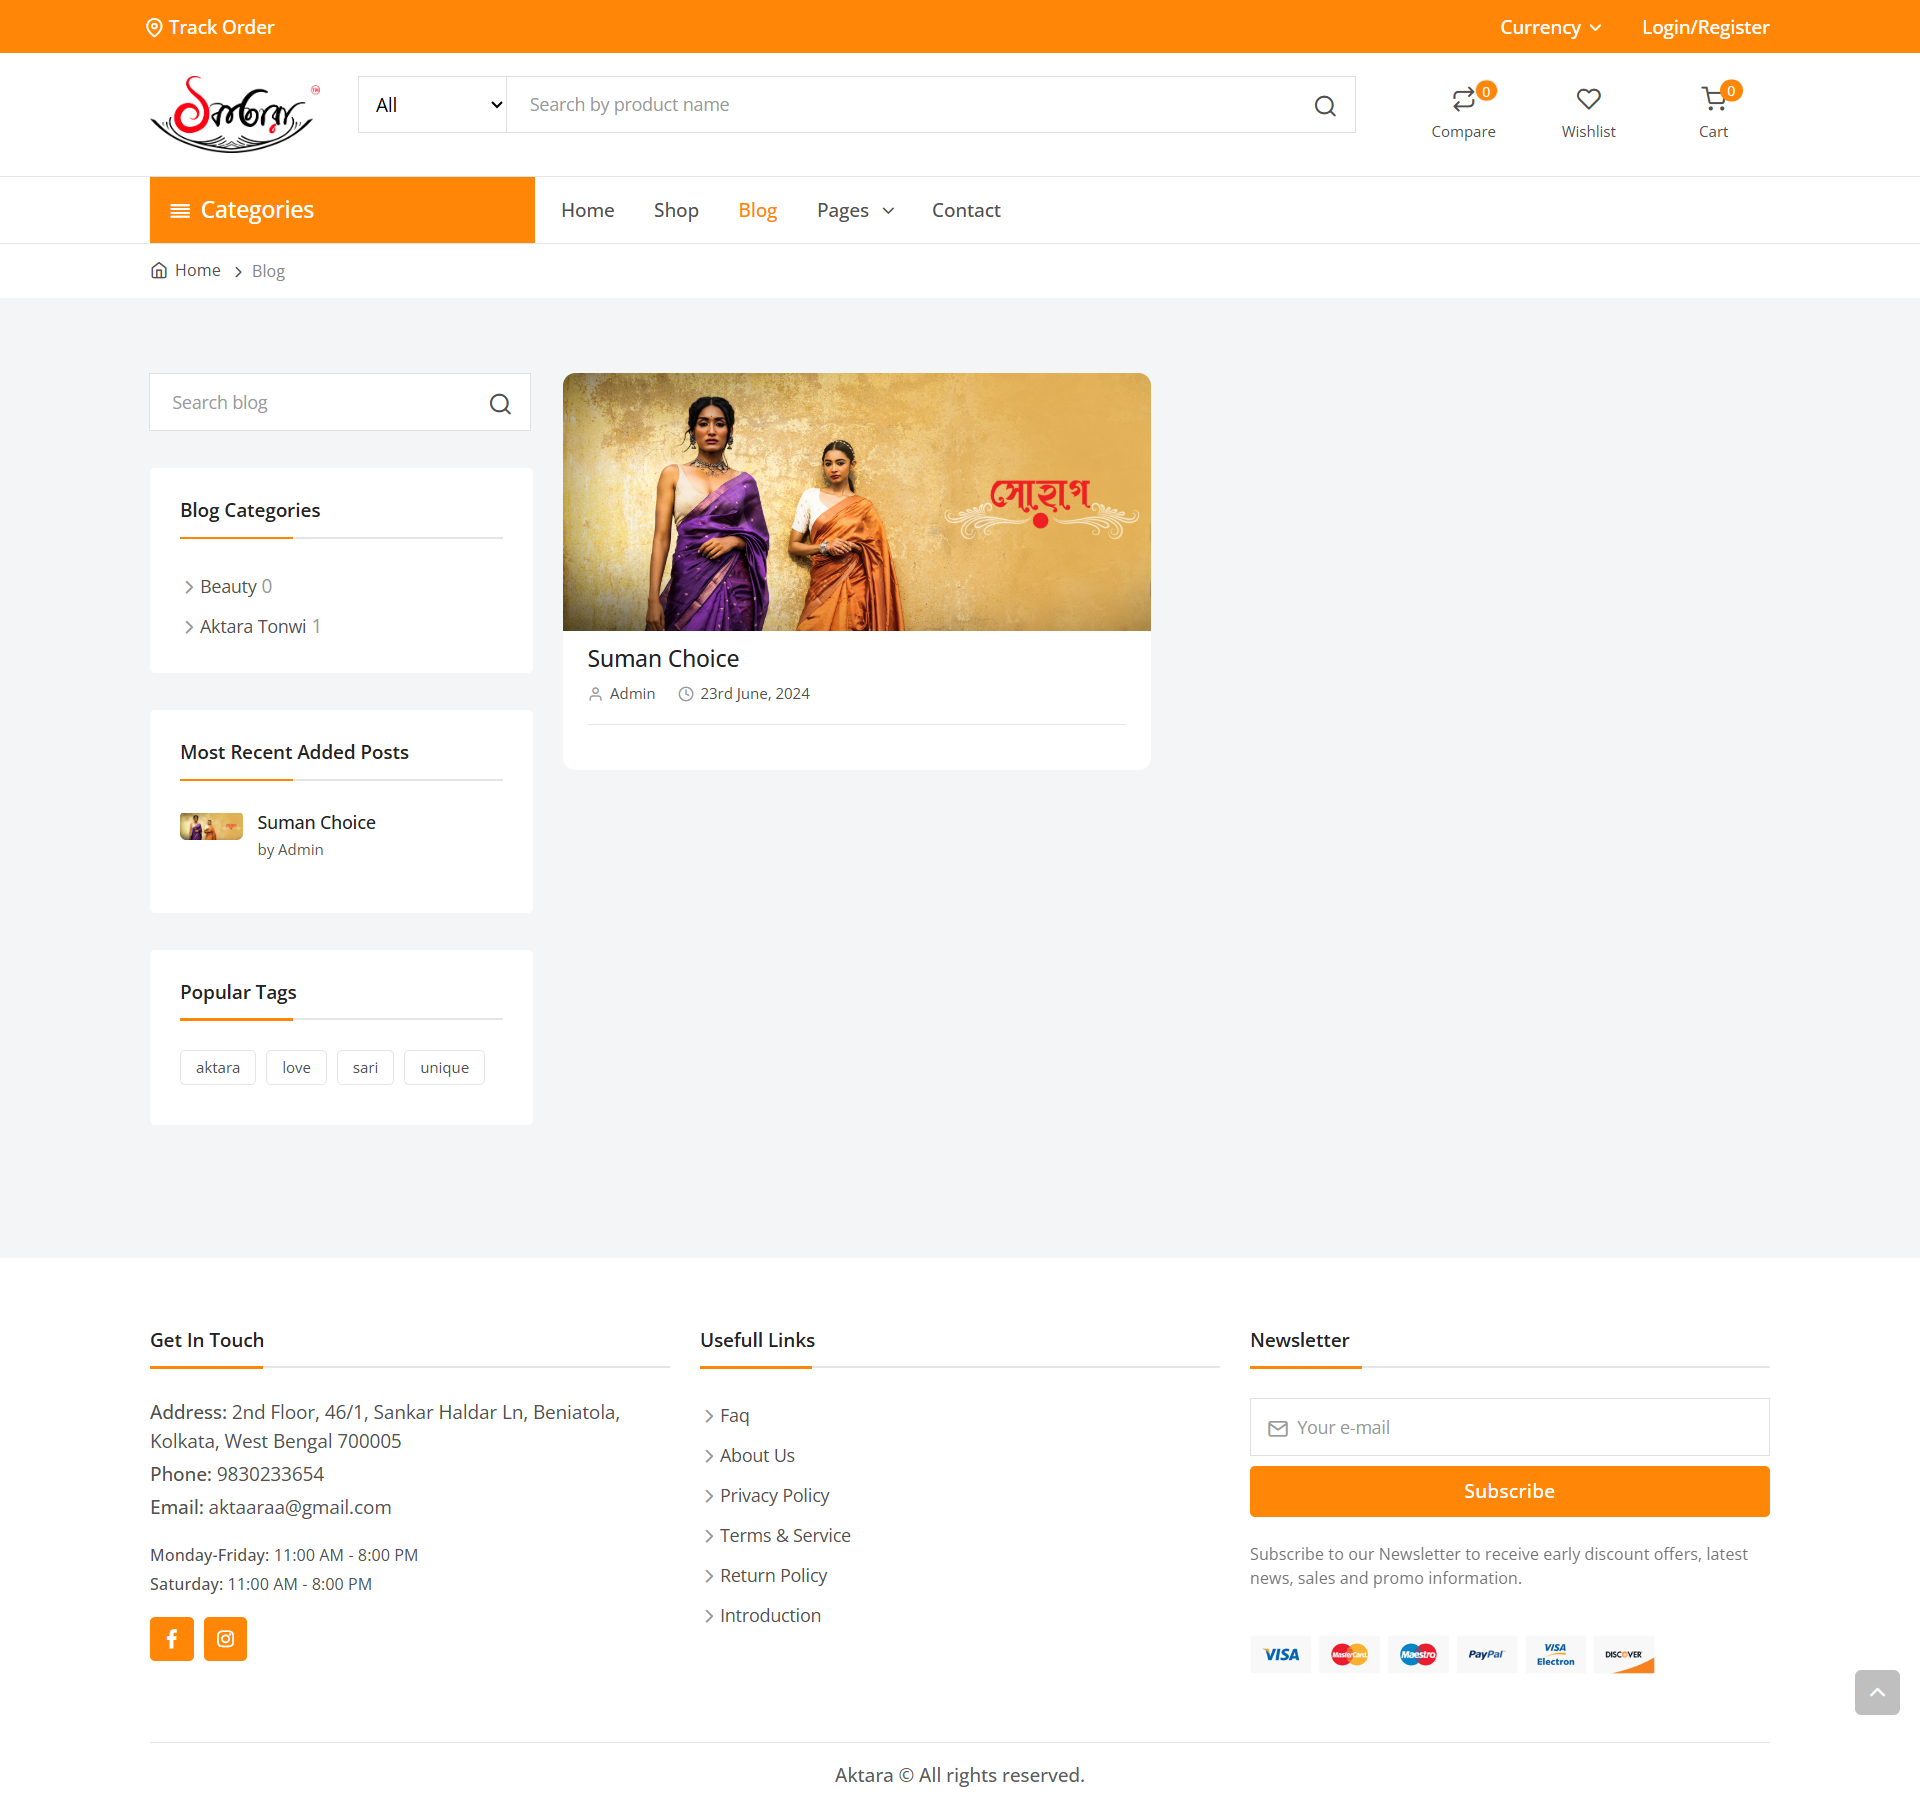 Track Order
Currency
Login/Register
একতারা
TM
All
Search by product name
0
Compare
Wishlist
0
Cart
Categories
Home
Shop
Blog
Pages
Contact
Home
Blog
Search blog
Blog Categories
Beauty 0
Aktara Tonwi 1
Most Recent Added Posts
Suman Choice
by Admin
Popular Tags
aktara
love
sari
unique
সোহাগ
Suman Choice
Admin
23rd June, 2024
Get In Touch
Address: 2nd Floor, 46/1, Sankar Haldar Ln, Beniatola,
Kolkata, West Bengal 700005
Phone: 9830233654
Email: aktaaraa@gmail.com
Monday-Friday: 11:00 AM - 8:00 PM
Saturday: 11:00 AM - 8:00 PM
Usefull Links
Faq
About Us
Privacy Policy
Terms & Service
Return Policy
Introduction
Newsletter
Your e-mail
Subscribe
Subscribe to our Newsletter to receive early discount offers, latest
news, sales and promo information.
VISA
MasterCard
Maestro
PayPal
VISA
Electron
DISCOVER
Aktara © All rights reserved.